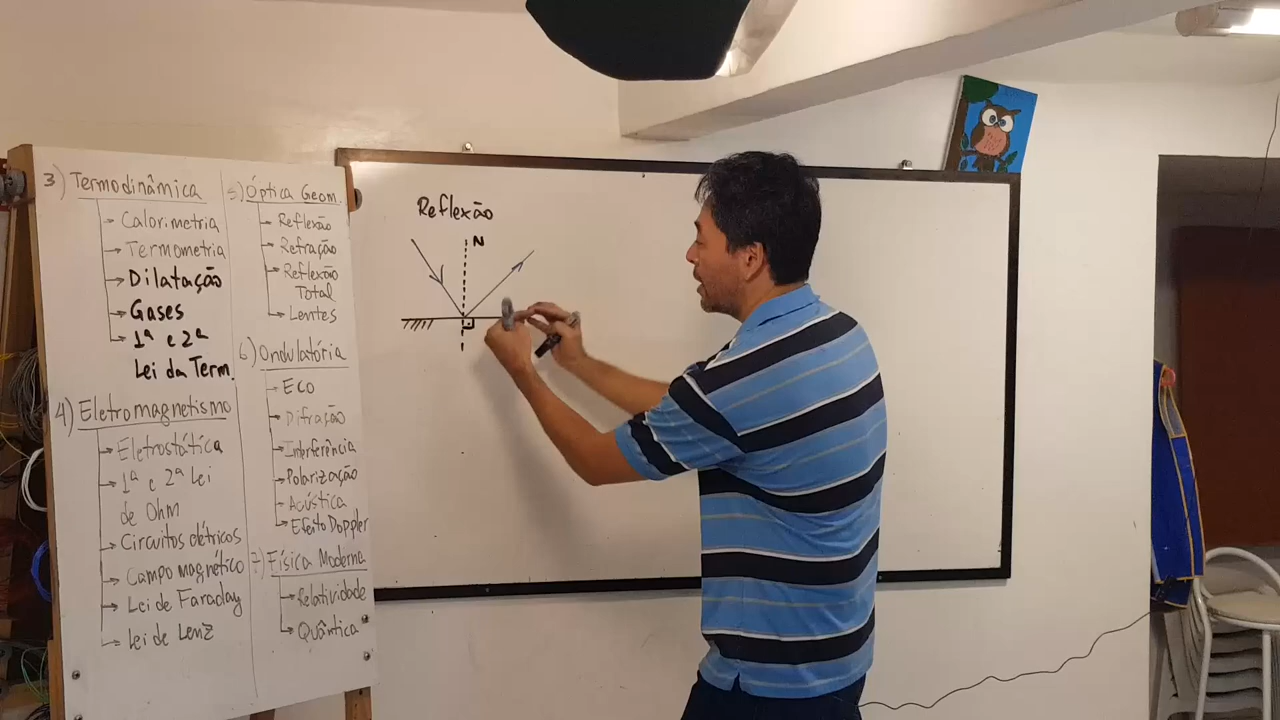 3) Termodinâmica
Calorimetria
Termometria
Dilatação
Gases
1ª e 2ª
Lei da Term.
4) Eletromagnetismo
Eletrostática
1ª e 2ª Lei
de Ohm
Circuitos elétricos
Campo magnético
Lei de Faraday
Lei de Lenz
5) Óptica Geom.
Reflexão
Refração
Reflexão
Total
Lentes
6) Ondulatória
Eco
Difração
Interferência
Polarização
Acústica
Efeito Doppler
7) Física Moderna
Relatividade
Quântica
Reflexão
N